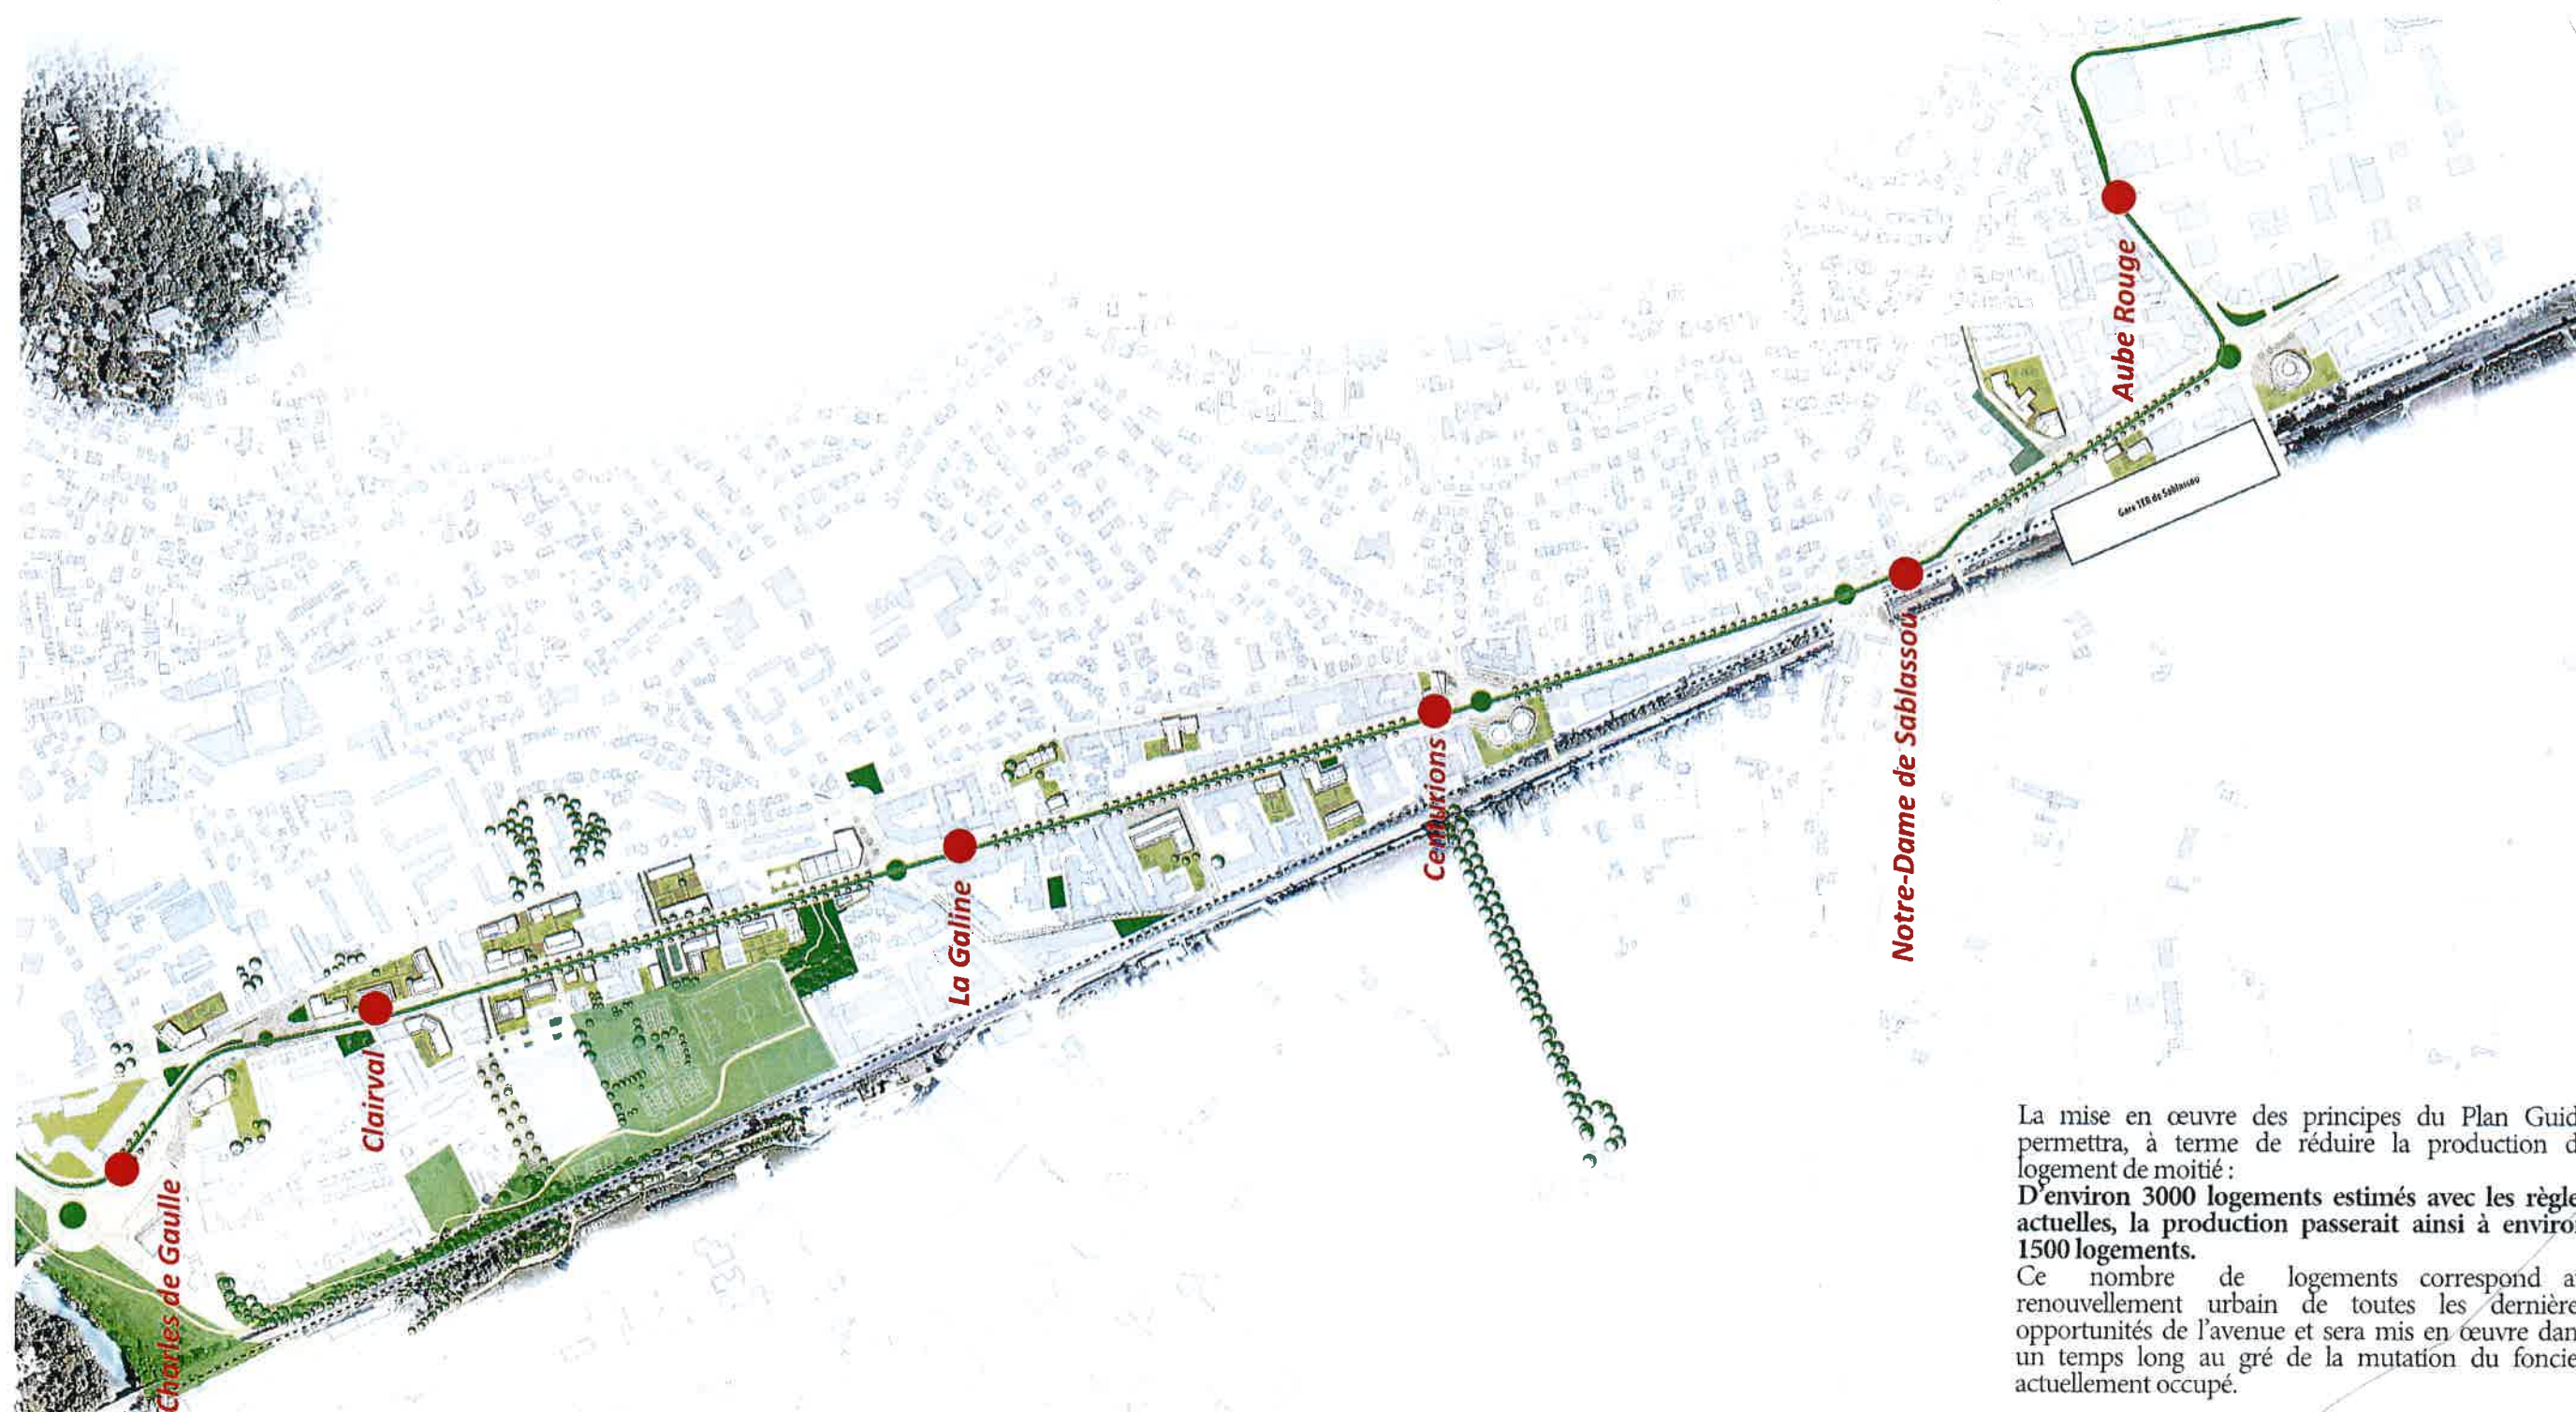 Aube Rouge
Gare TER de Sablassou
Notre-Dame de Sablassou
Centurions
La Galine
Clairval
Charles de Gaulle
La mise en œuvre des principes du Plan Guid
permettra, à terme de réduire la production d
logement de moitié :
D'environ 3000 logements estimés avec les règle
actuelles, la production passerait ainsi à enviro
1500 logements.
Ce nombre de logements correspond a
renouvellement urbain de toutes les dernière
opportunités de l'avenue et sera mis en œuvre dan
un temps long au gré de la mutation du foncie
actuellement occupé.